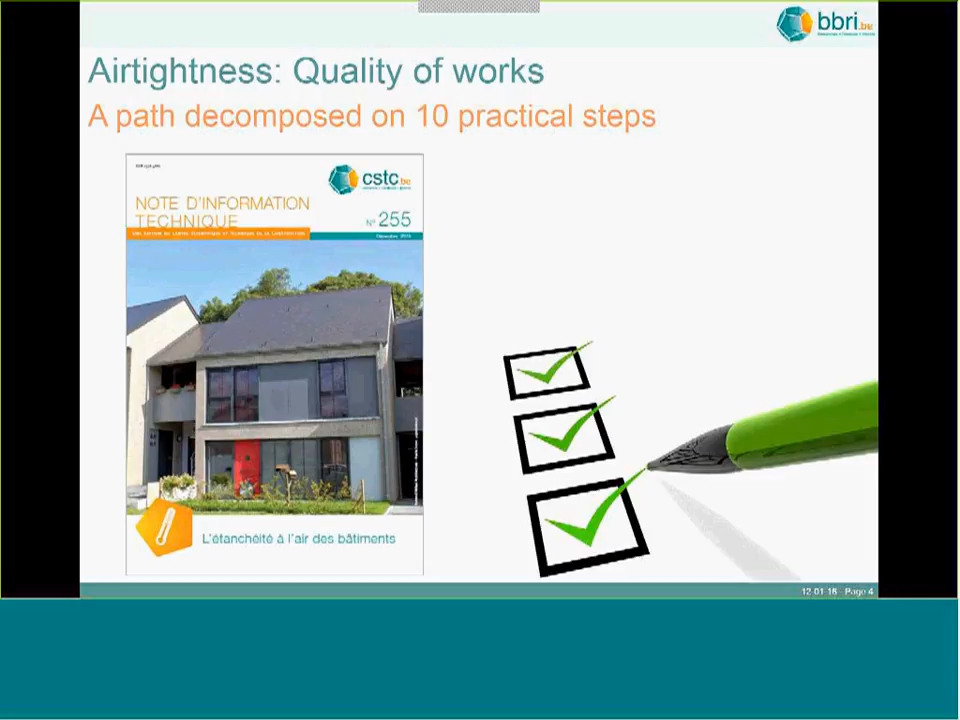 bbri.be
Airtightness: Quality of works
A path decomposed on 10 practical steps
cstc.be
NOTE D'INFORMATION
TECHNIQUE
N° 255
L'étanchéité à l'air des bâtiments
12-01-16 - Page 4